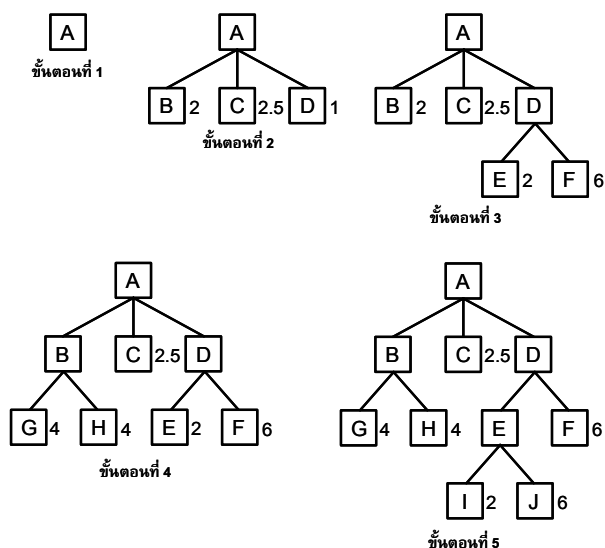 A
ขั้นตอนที่ 1
A
B 2 C 2.5 D 1
ขั้นตอนที่ 2
A
B 2 C 2.5 D
E 2 F 6
ขั้นตอนที่ 3
A
B C 2.5 D
G 4 H 4 E 2 F 6
ขั้นตอนที่ 4
A
B C 2.5 D
G 4 H 4 E F 6
I 2 J 6
ขั้นตอนที่ 5